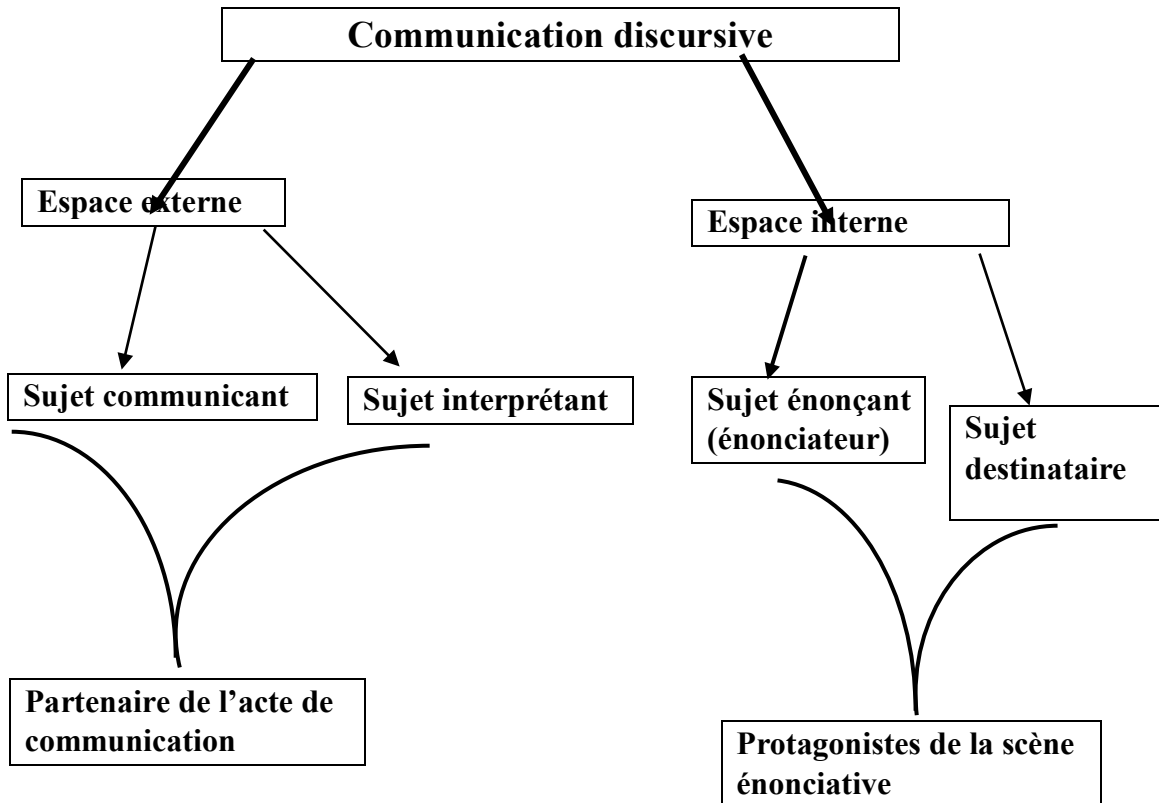 Communication discursive
Espace externe
Espace interne
Sujet communicant
Sujet interprétant
Sujet énonçant
(énonciateur)
Sujet
destinataire
Partenaire de l’acte de
communication
Protagonistes de la scène
énonciative